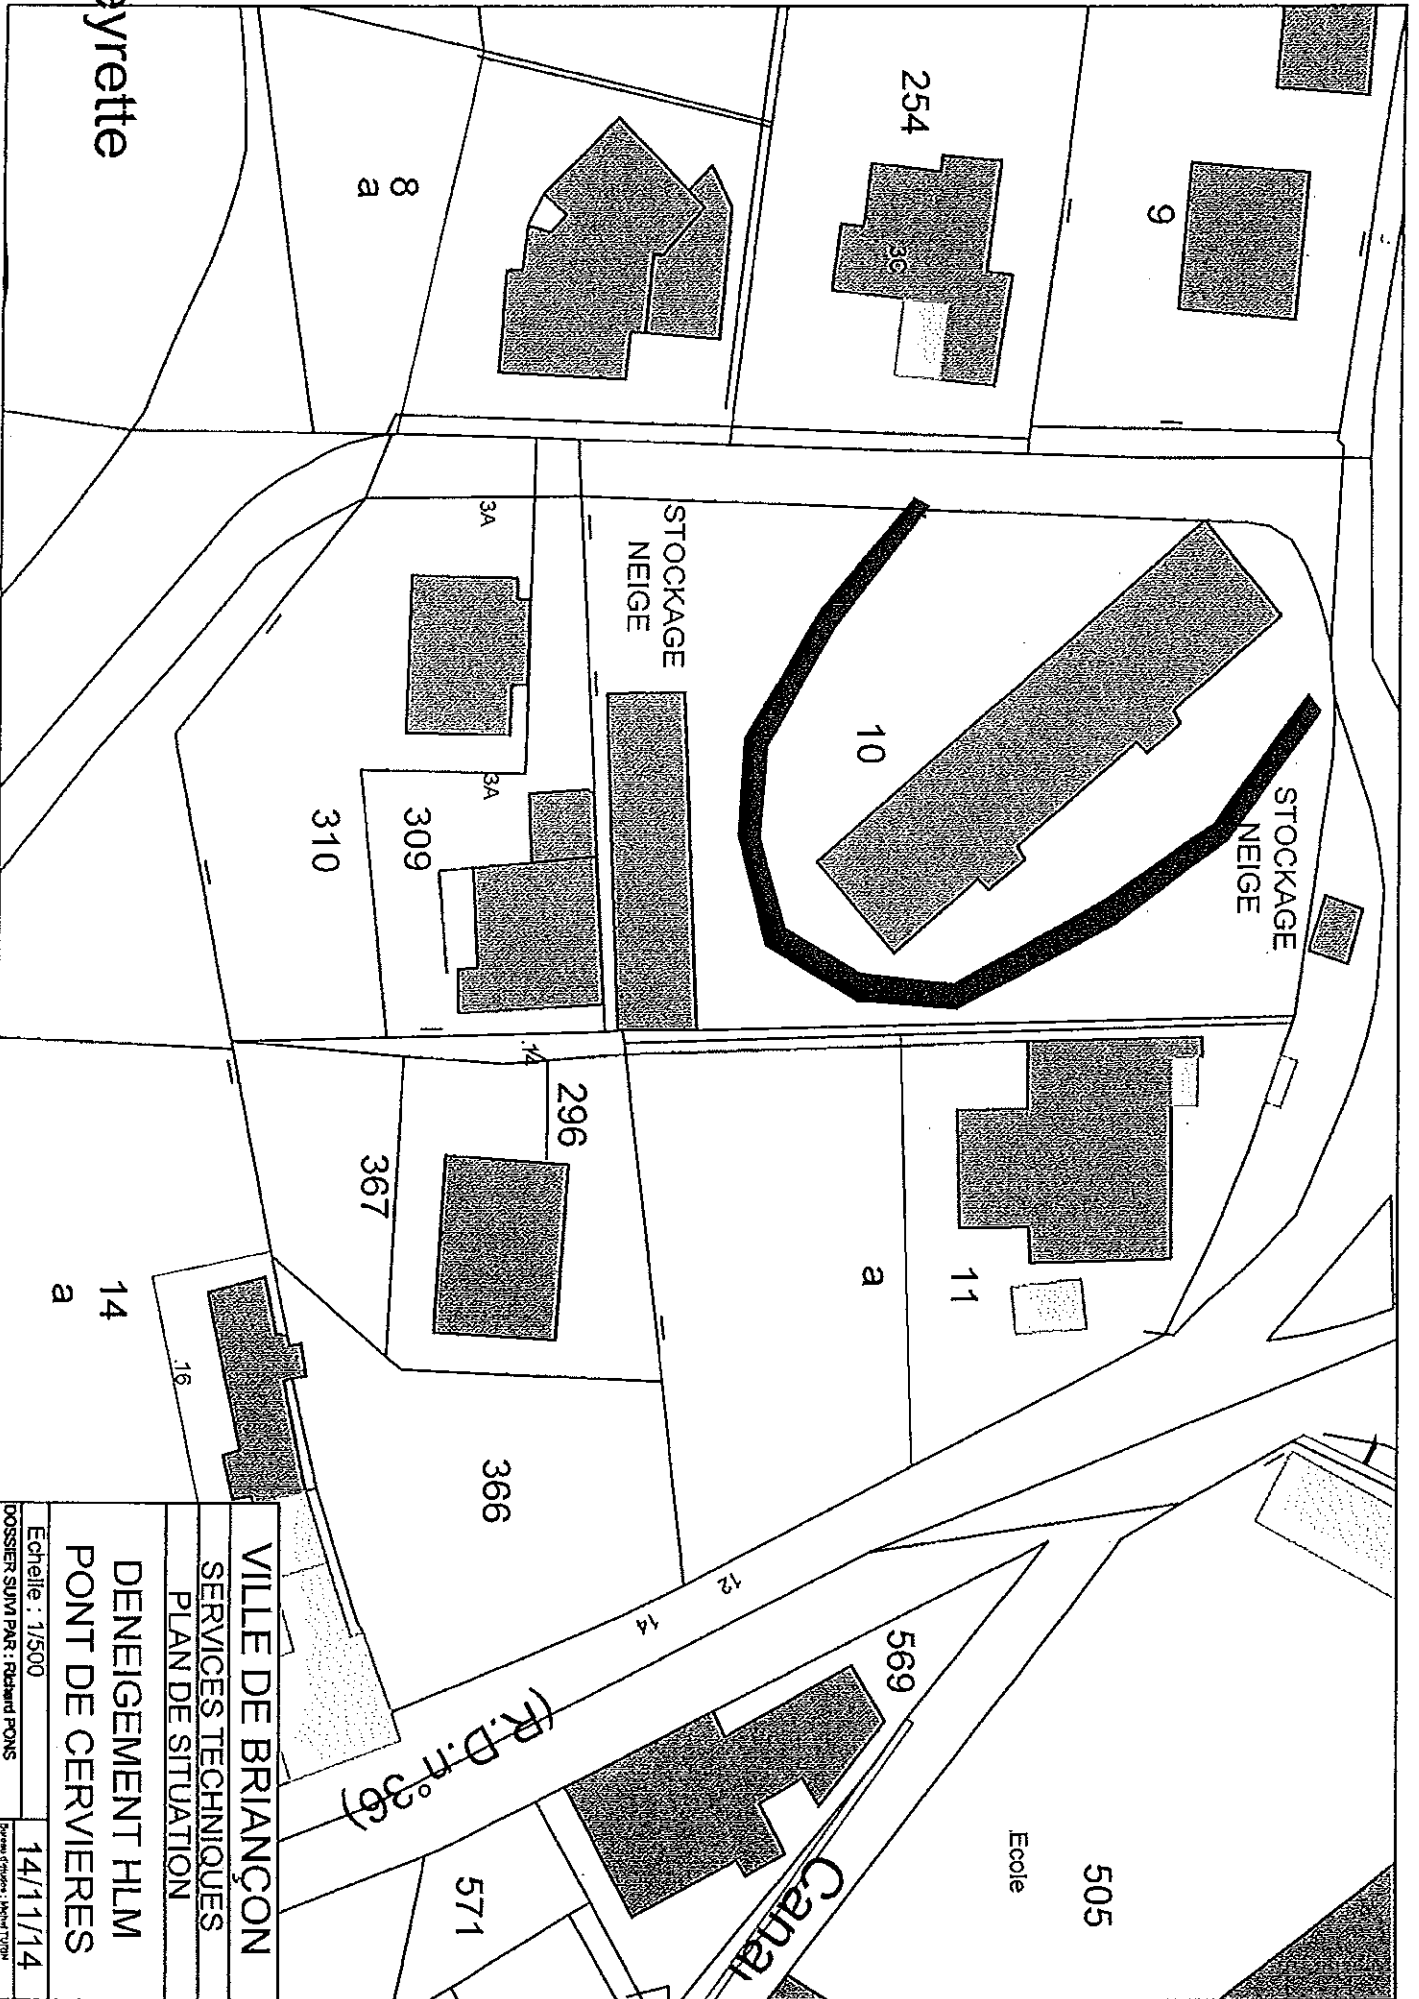 eyrette
8
a
254
3C
9
3A
STOCKAGE
NEIGE
10
STOCKAGE
NEIGE
3A
309
310
.14
296
367
11
a
14
a
.16
366
12
14
(R.D.n°36)
569
571
Canal
Ecole
505
VILLE DE BRIANÇON
SERVICES TECHNIQUES
PLAN DE SITUATION
DENEIGEMENT HLM
PONT DE CERVIERES
Echelle : 1/500
14/11/14
DOSSIER SUIVI PAR : Richard PONS